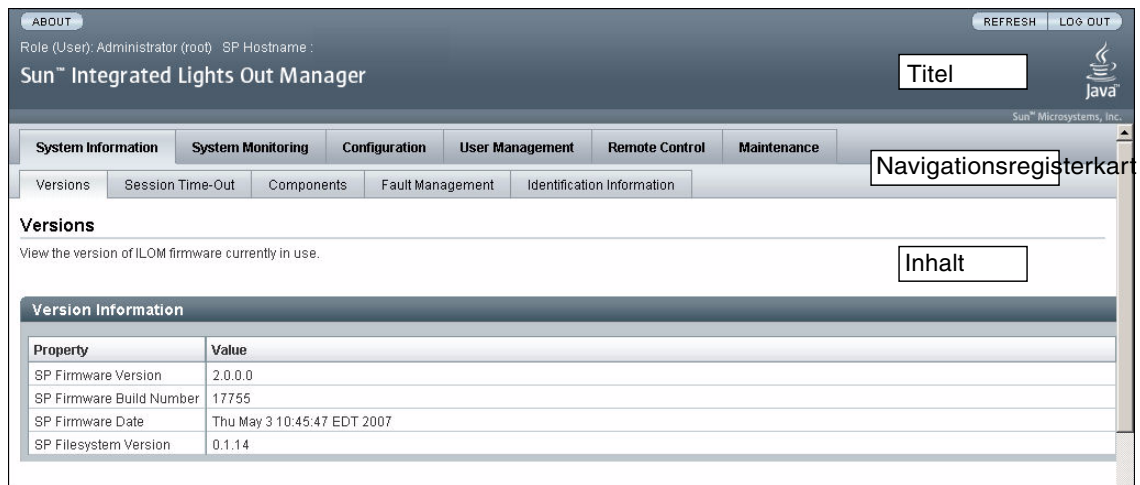 ABOUT REFRESH LOG OUT
Role (User): Administrator (root) SP Hostname :
Sun™ Integrated Lights Out Manager
Titel
Java™
Sun™ Microsystems, Inc.
System Information System Monitoring Configuration User Management Remote Control Maintenance
Navigationsregisterkart
Versions Session Time-Out Components Fault Management Identification Information
Versions
View the version of ILOM firmware currently in use.
Inhalt
Version Information
Property Value
SP Firmware Version 2.0.0.0
SP Firmware Build Number 17755
SP Firmware Date Thu May 3 10:45:47 EDT 2007
SP Filesystem Version 0.1.14